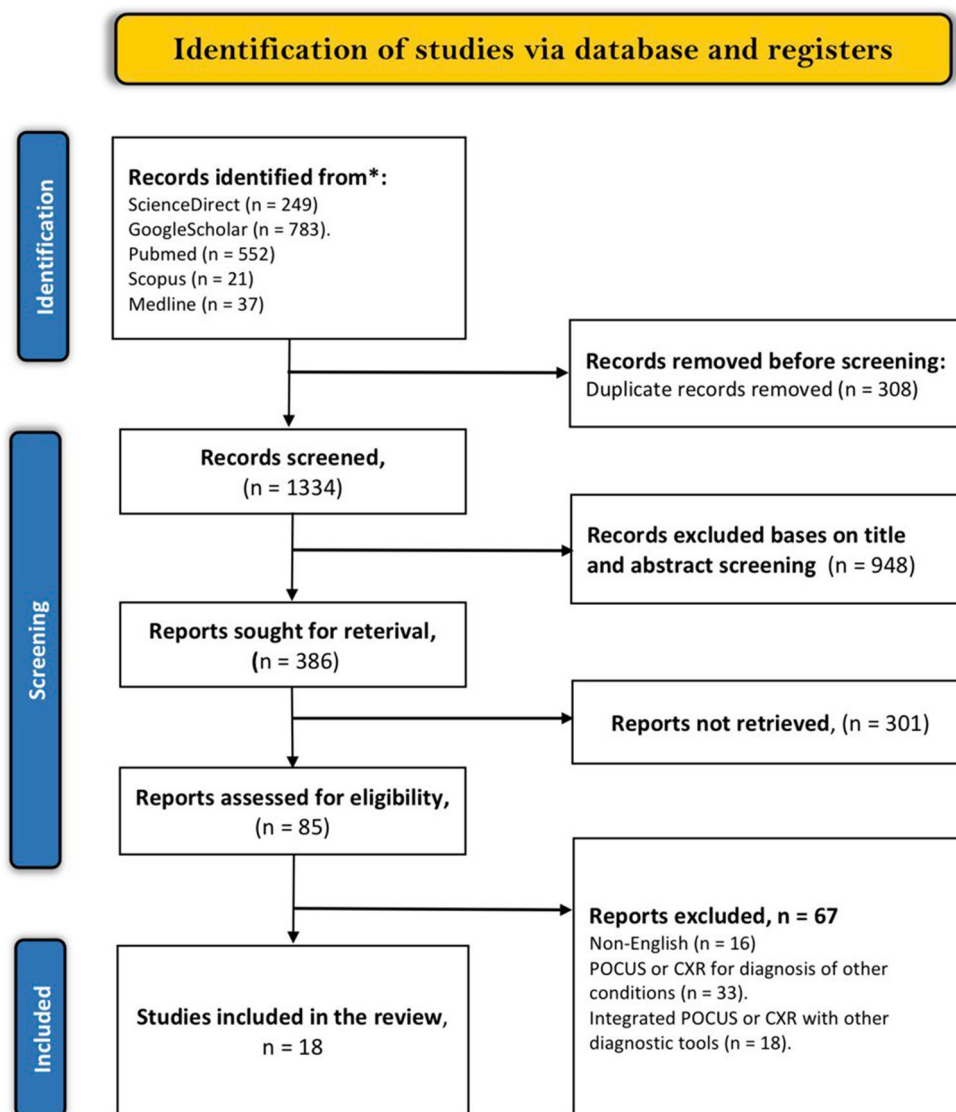 Identification of studies via database and registers
Identification
Records identified from*:
ScienceDirect (n = 249)
GoogleScholar (n = 783).
Pubmed (n = 552)
Scopus (n = 21)
Medline (n = 37)
Records removed before screening:
Duplicate records removed (n = 308)
Screening
Records screened,
(n = 1334)
Records excluded bases on title
and abstract screening (n = 948)
Reports sought for reterival,
(n = 386)
Reports not retrieved, (n = 301)
Reports assessed for eligibility,
(n = 85)
Reports excluded, n = 67
Non-English (n = 16)
POCUS or CXR for diagnosis of other
conditions (n = 33).
Integrated POCUS or CXR with other
diagnostic tools (n = 18).
Included
Studies included in the review,
n = 18